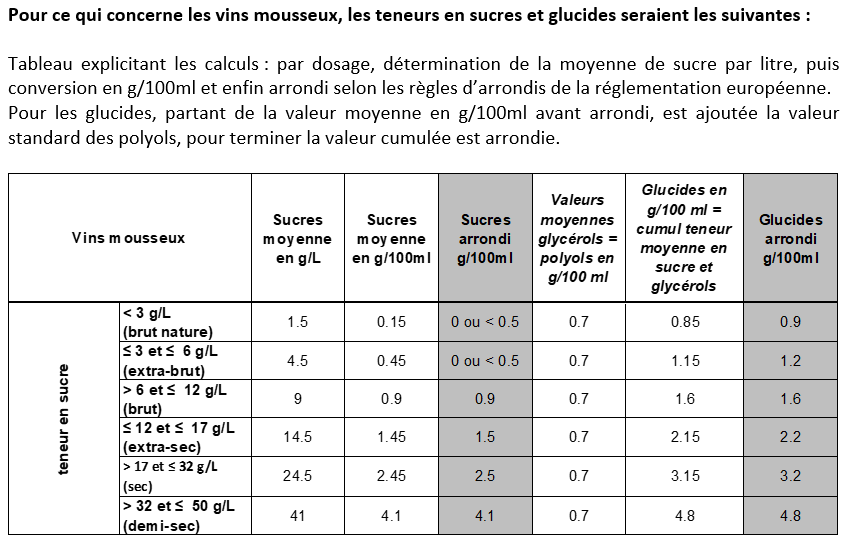 Pour ce qui concerne les vins mousseux, les teneurs en sucres et glucides seraient les suivantes :
Tableau explicitant les calculs : par dosage, détermination de la moyenne de sucre par litre, puis
conversion en g/100ml et enfin arrondi selon les règles d'arrondis de la réglementation européenne.
Pour les glucides, partant de la valeur moyenne en g/100ml avant arrondi, est ajoutée la valeur
standard des polyols, pour terminer la valeur cumulée est arrondie.
Vins mousseux
Sucres
moyenne
en g/L
Sucres
moyenne
en g/100ml
Sucres
arrondi
g/100ml
Valeurs
moyennes
glycérols =
polyols en
g/100 ml
Glucides en
g/100 ml =
cumul teneur
moyenne en
sucre et
glycérols
Glucides
arrondi
g/100ml
teneur en sucre
< 3 g/L
(brut nature)
1.5
0.15
0 ou < 0.5
0.7
0.85
0.9
≤ 3 et ≤ 6 g/L
(extra-brut)
4.5
0.45
0 ou < 0.5
0.7
1.15
1.2
> 6 et ≤ 12 g/L
(brut)
9
0.9
0.9
0.7
1.6
1.6
≤ 12 et ≤ 17 g/L
(extra-sec)
14.5
1.45
1.5
0.7
2.15
2.2
> 17 et ≤ 32 g/L
(sec)
24.5
2.45
2.5
0.7
3.15
3.2
> 32 et ≤ 50 g/L
(demi-sec)
41
4.1
4.1
0.7
4.8
4.8